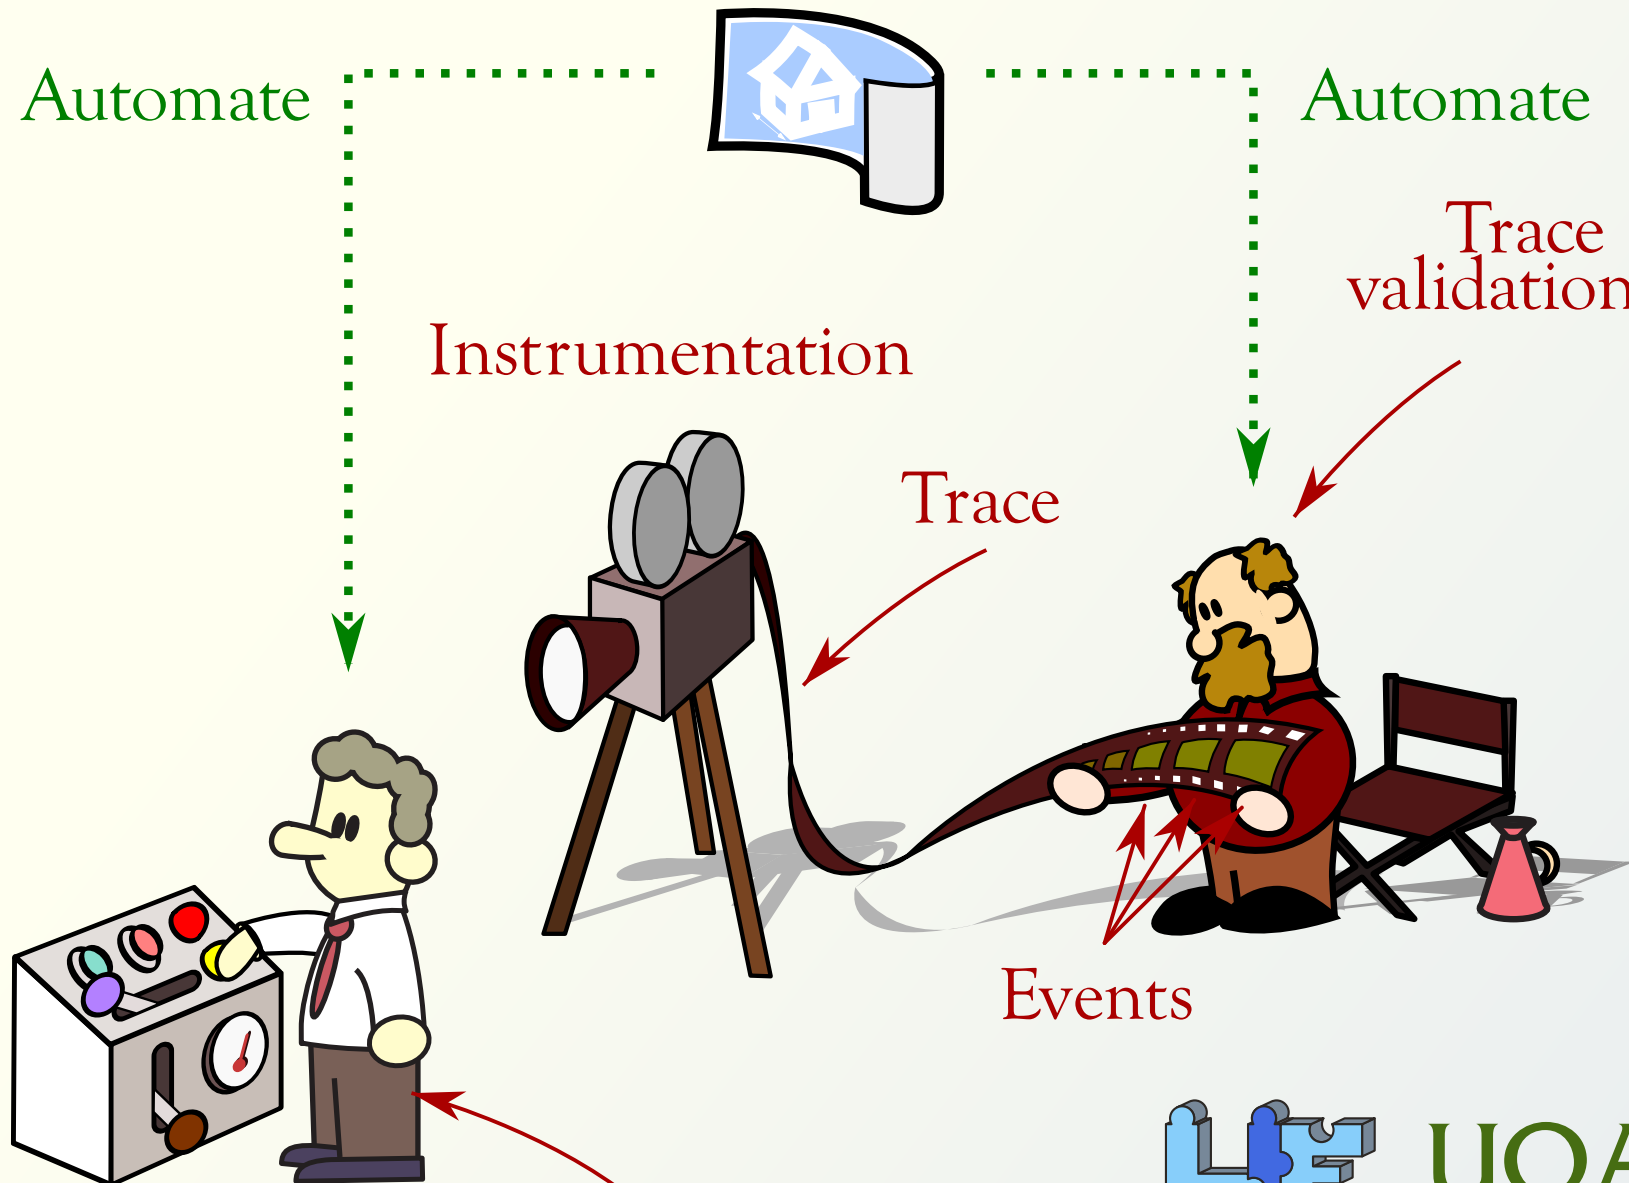 Automate
Automate
Trace
validation
Instrumentation
Trace
Events